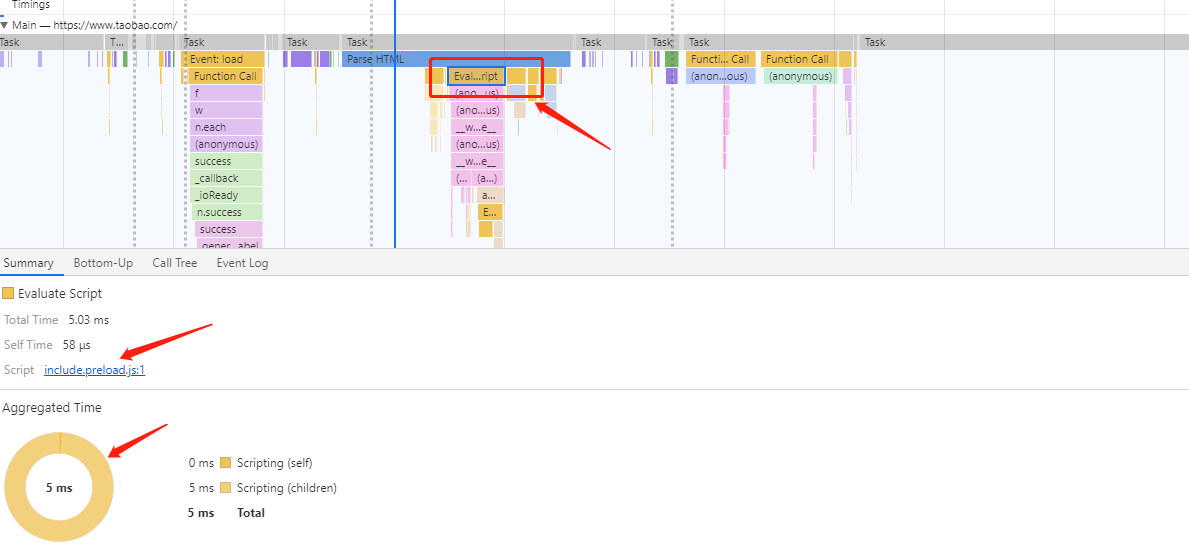 Timings
Main — https://www.taobao.com/
Task T... Task Task Task Task Task Task Task
Event: load Parse HTML Functi... Call Function Call
Function Call Eval...ript (anon...ous) (anonymous)
f (ano...us)
w (ano...us)
n.each __w...e__
(anonymous) (ano...us)
success __w...e__
_callback (... (a...)
_ioReady a...
n.success E...
success
_gener...abel
Summary Bottom-Up Call Tree Event Log
Evaluate Script
Total Time 5.03 ms
Self Time 58 μs
Script include.preload.js:1
Aggregated Time
0 ms Scripting (self)
5 ms 5 ms Scripting (children)
5 ms Total